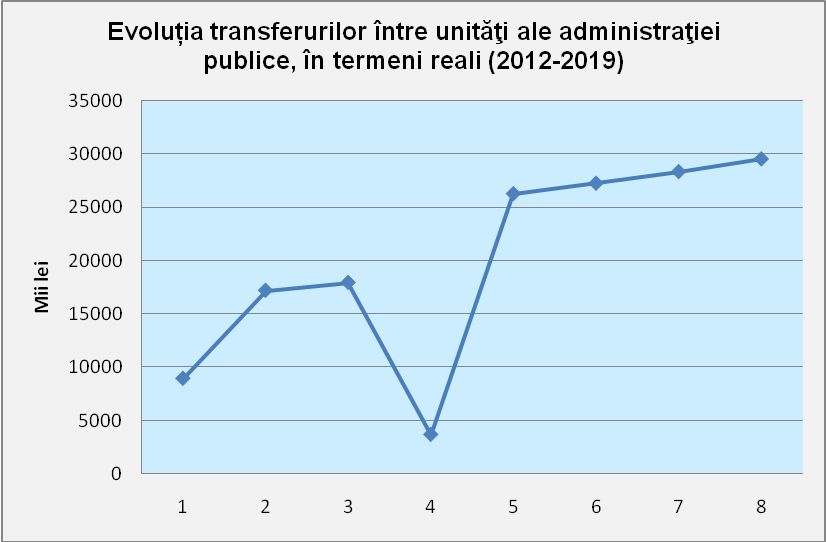 Evoluția transferurilor între unităţi ale administraţiei
publice, în termeni reali (2012-2019)
Mii lei
35000
30000
25000
20000
15000
10000
5000
0
1 2 3 4 5 6 7 8